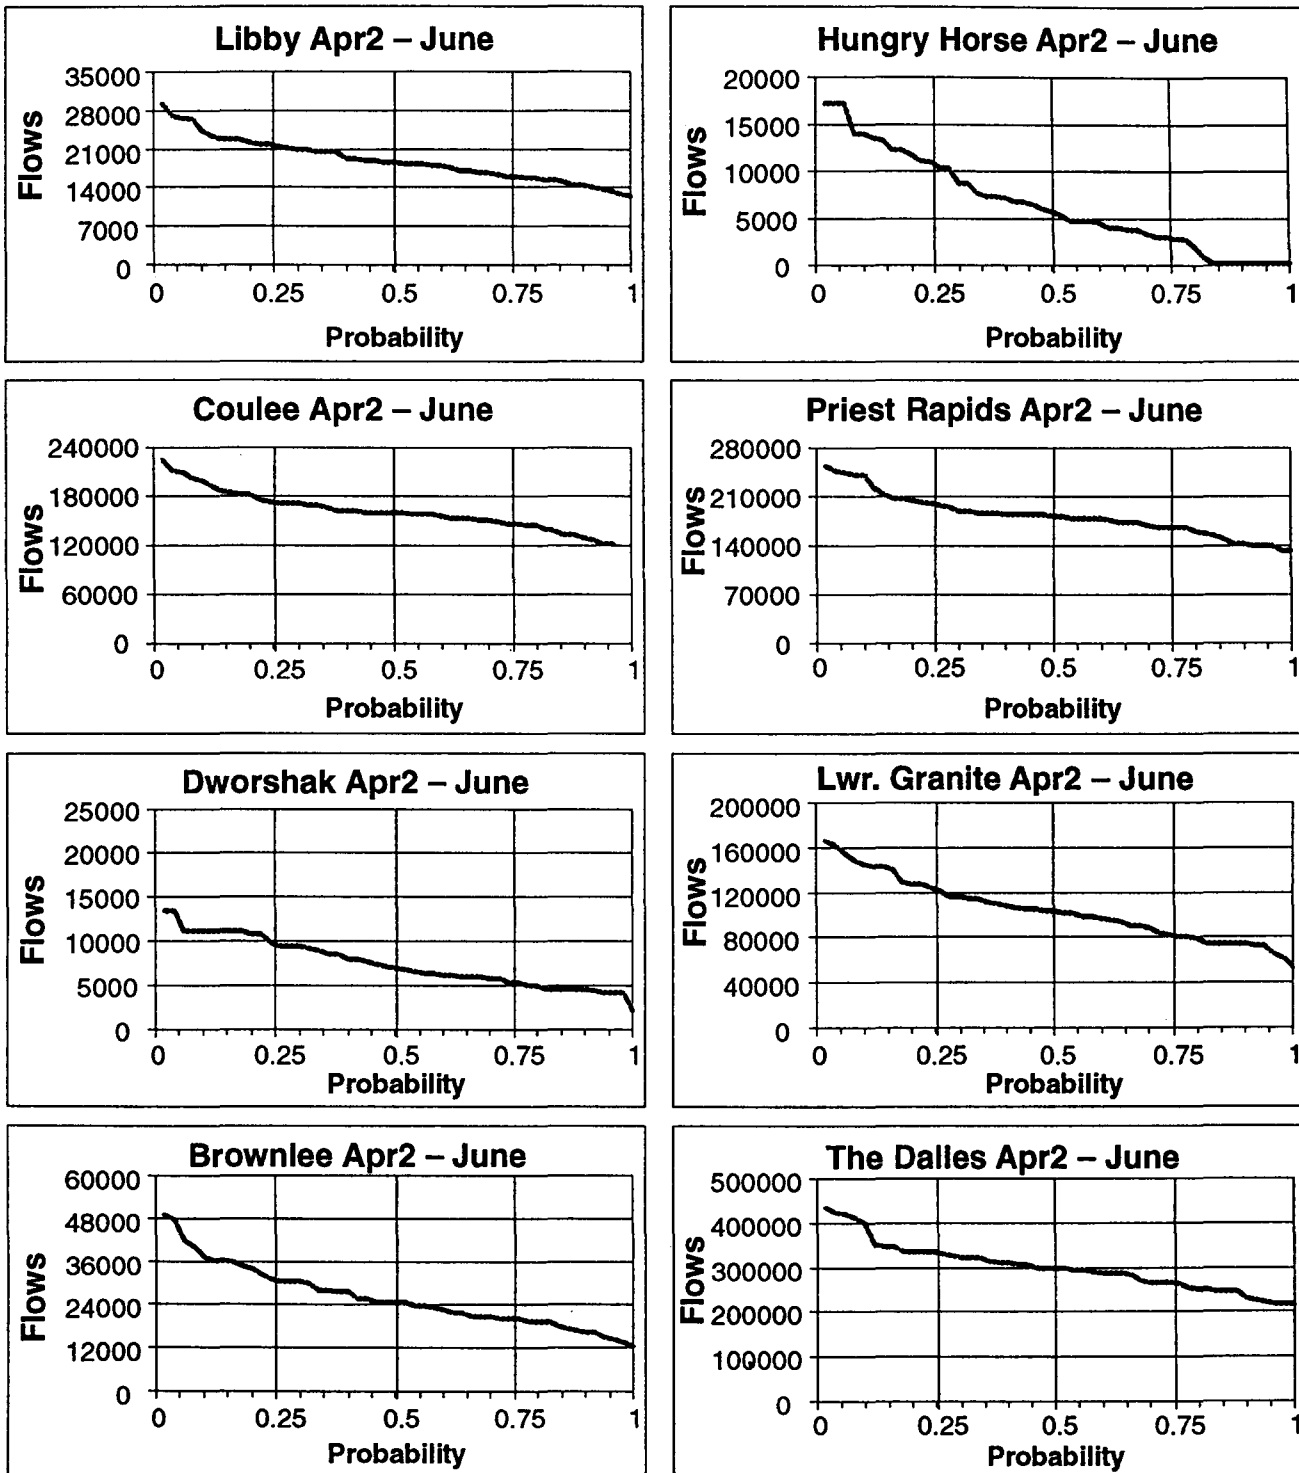 Libby Apr2 – June
Flows
35000
28000
21000
14000
7000
0
0 0.25 0.5 0.75 1
Probability
Hungry Horse Apr2 – June
Flows
20000
15000
10000
5000
0
0 0.25 0.5 0.75 1
Probability
Coulee Apr2 – June
Flows
240000
180000
120000
60000
0
0 0.25 0.5 0.75 1
Probability
Priest Rapids Apr2 – June
Flows
280000
210000
140000
70000
0
0 0.25 0.5 0.75 1
Probability
Dworshak Apr2 – June
Flows
25000
20000
15000
10000
5000
0
0 0.25 0.5 0.75 1
Probability
Lwr. Granite Apr2 – June
Flows
200000
160000
120000
80000
40000
0
0 0.25 0.5 0.75 1
Probability
Brownlee Apr2 – June
Flows
60000
48000
36000
24000
12000
0
0 0.25 0.5 0.75 1
Probability
The Dalles Apr2 – June
Flows
500000
400000
300000
200000
100000
0
0 0.25 0.5 0.75 1
Probability